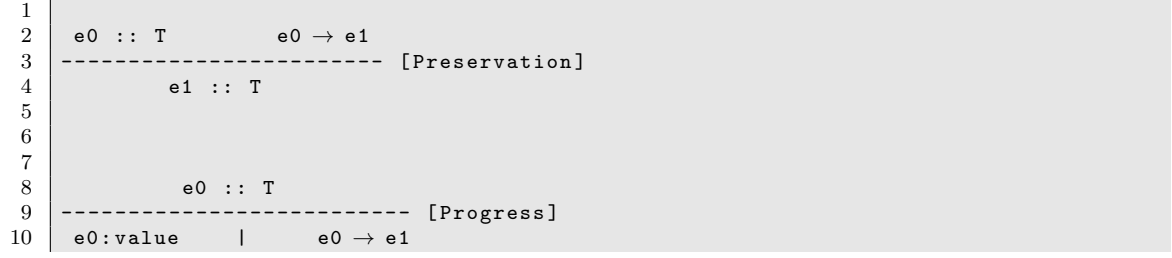 1
2 e0 :: T e0 → e1
3 ------------------------ [Preservation]
4 e1 :: T
5
6
7
8 e0 :: T
9 -------------------------- [Progress]
10 e0:value | e0 → e1